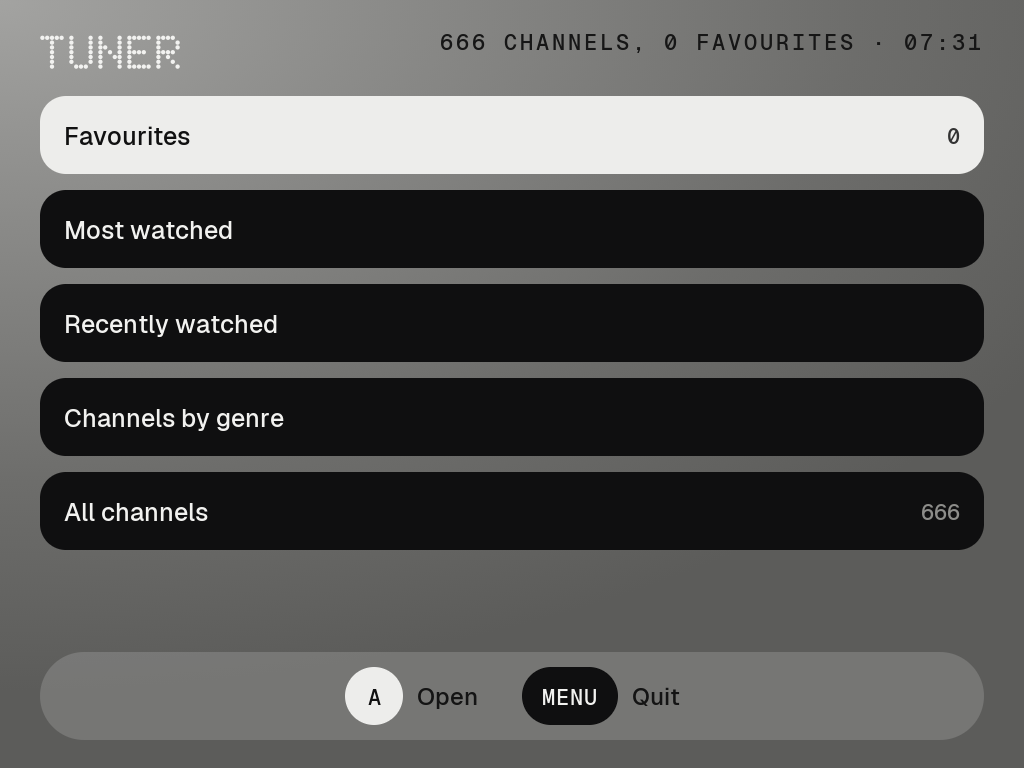 TUNER
666 CHANNELS, 0 FAVOURITES · 07:31
Favourites 0
Most watched
Recently watched
Channels by genre
All channels 666
A Open MENU Quit